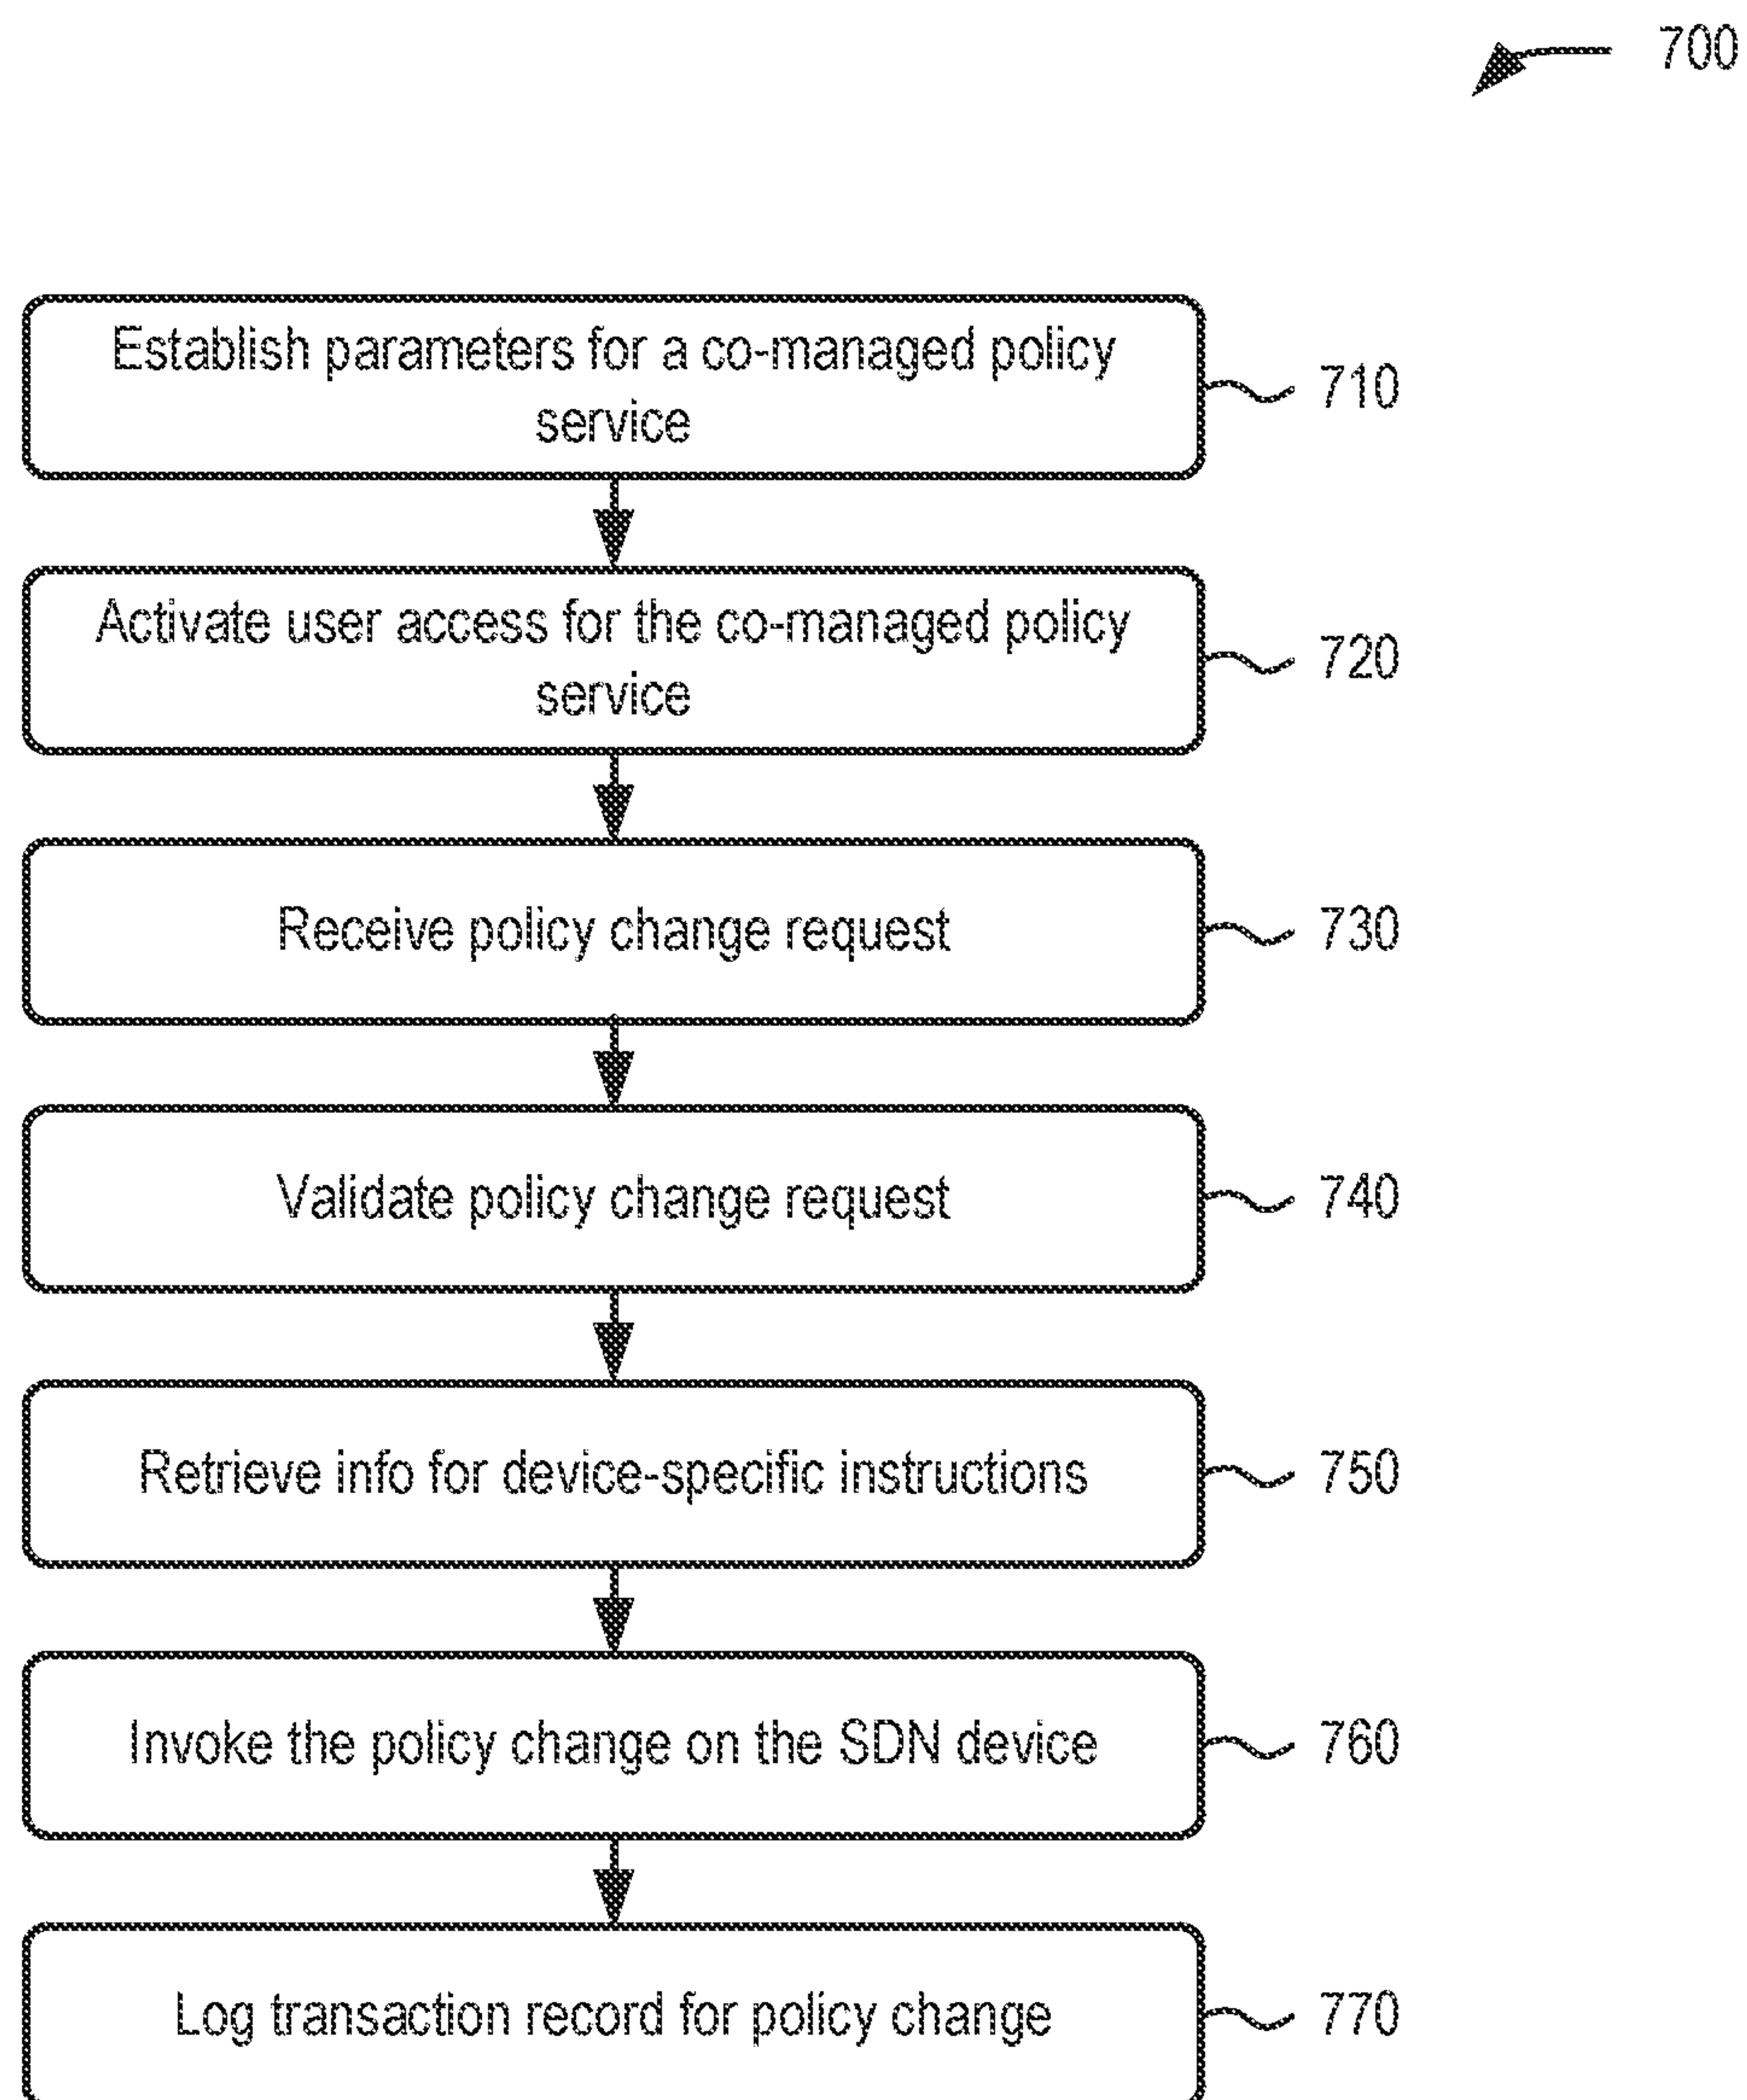 700
Establish parameters for a co-managed policy
service
710
Activate user access for the co-managed policy
service
720
Receive policy change request
730
Validate policy change request
740
Retrieve info for device-specific instructions
750
Invoke the policy change on the SDN device
760
Log transaction record for policy change
770